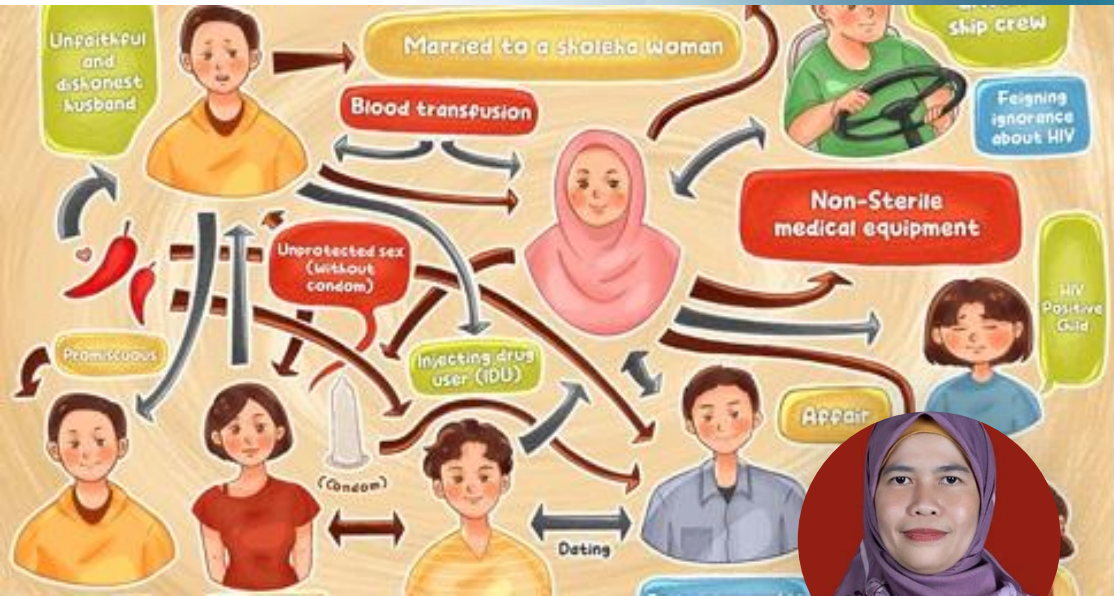 Unfaithful
and
dishonest
husband
Married to a sholeha woman
ship crew
Blood transfusion
Feigning
ignorance
about HIV
Non-Sterile
medical equipment
Unprotected sex
(Without
condom)
HIV
Positive
Child
Promiscuous
Injecting drug
user (IDU)
Affair
(Condom)
Dating